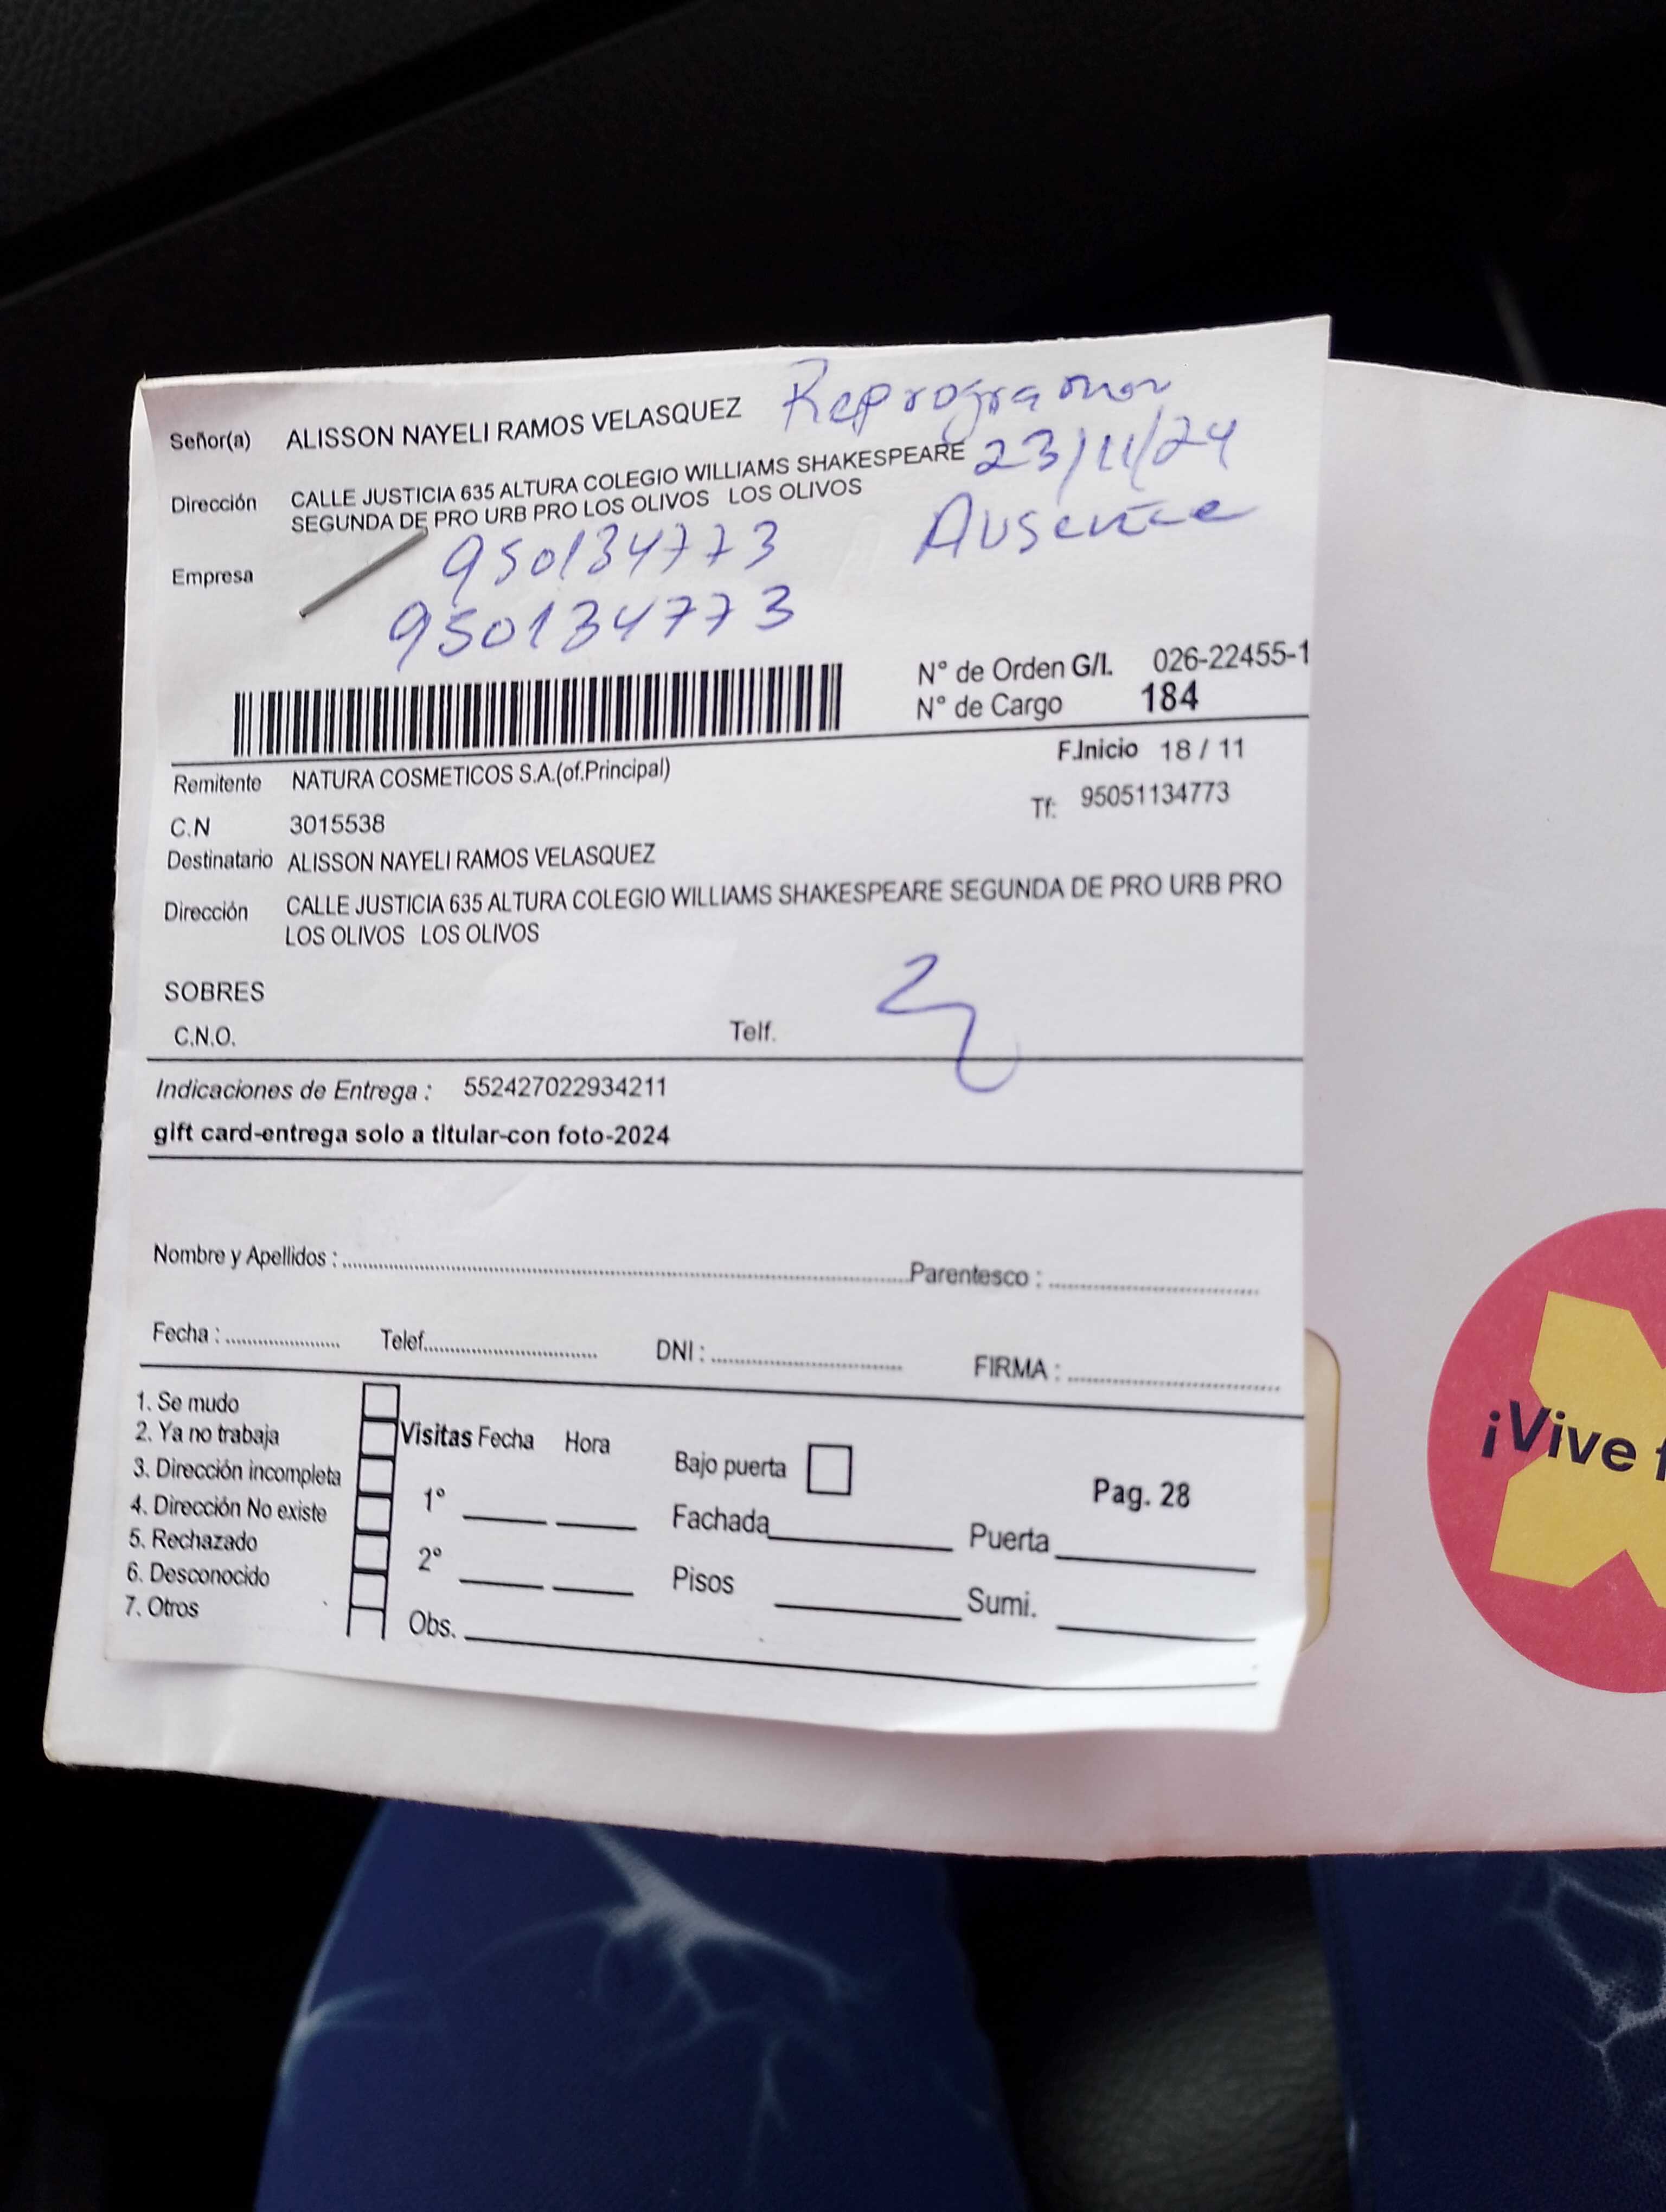 Señor(a) ALISSON NAYELI RAMOS VELASQUEZ Reprogramar
Dirección CALLE JUSTICIA 635 ALTURA COLEGIO WILLIAMS SHAKESPEARE 23/11/24
SEGUNDA DE PRO URB PRO LOS OLIVOS LOS OLIVOS Ausente
Empresa 950134773
950134773
N° de Orden G/I. 026-22455-1
N° de Cargo 184
F.Inicio 18 / 11
Remitente NATURA COSMETICOS S.A.(of.Principal)
Tf: 95051134773
C.N 3015538
Destinatario ALISSON NAYELI RAMOS VELASQUEZ
Dirección CALLE JUSTICIA 635 ALTURA COLEGIO WILLIAMS SHAKESPEARE SEGUNDA DE PRO URB PRO
LOS OLIVOS LOS OLIVOS
SOBRES
C.N.O. Telf.
Indicaciones de Entrega : 552427022934211
gift card-entrega solo a titular-con foto-2024
Nombre y Apellidos : Parentesco :
Fecha : Telef. DNI : FIRMA :
1. Se mudo
2. Ya no trabaja
3. Dirección incompleta
4. Dirección No existe
5. Rechazado
6. Desconocido
7. Otros
Visitas Fecha Hora
1°
2°
Obs.
Bajo puerta
Fachada
Pisos
Pag. 28
Puerta
Sumi.
¡Vive